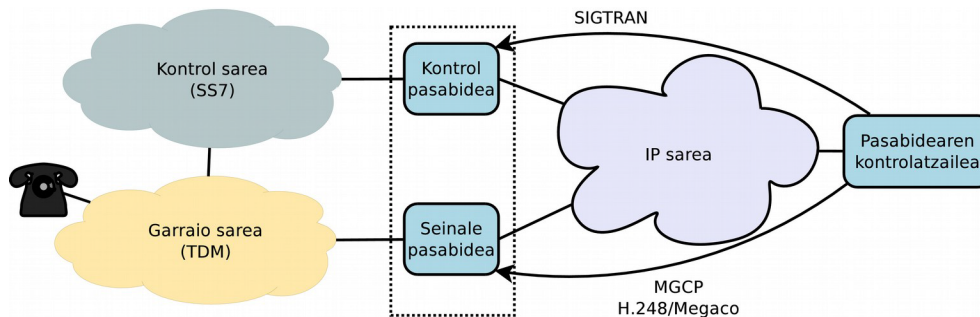 SIGTRAN
Kontrol sarea
(SS7)
Kontrol
pasabidea
IP sarea
Pasabidearen
kontrolatzailea
Garraio sarea
(TDM)
Seinale
pasabidea
MGCP
H.248/Megaco